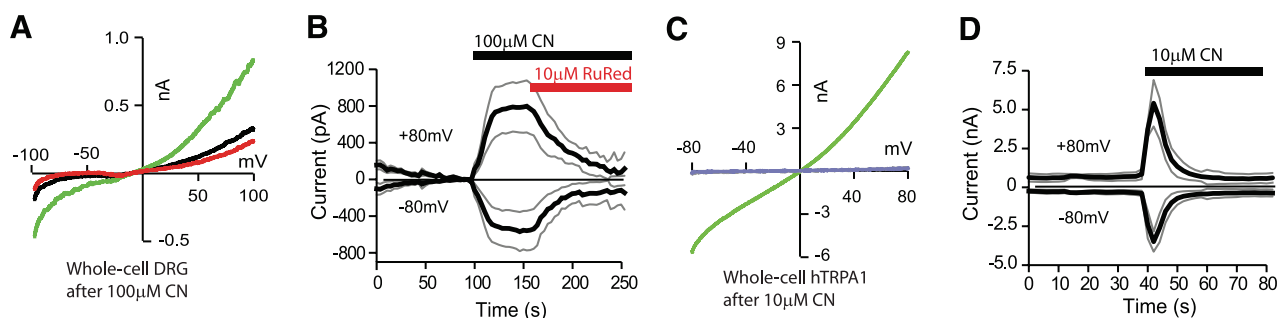 A
1.0
nA
0.5
-100
-50
mV
50
100
-0.5
Whole-cell DRG
after 100μM CN
B
100μM CN
10μM RuRed
1200
800
400
0
-400
-800
Current (pA)
+80mV
-80mV
0
50
100
150
200
250
Time (s)
C
9
6
nA
3
-80
-40
mV
40
80
-3
-6
Whole-cell hTRPA1
after 10μM CN
D
10μM CN
7.5
5.0
2.5
0
-2.5
-5.0
Current (nA)
+80mV
-80mV
0
10
20
30
40
50
60
70
80
Time (s)